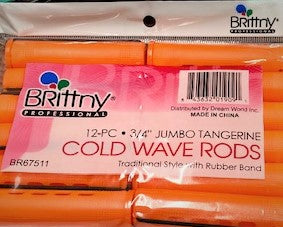 BRittny
PROFESSIONAL
BRittny
PROFESSIONAL
Distributed by Dream World Inc.
MADE IN CHINA
12-PC • 3/4" JUMBO TANGERINE
COLD WAVE RODS
BR67511
Traditional Style with Rubber Band